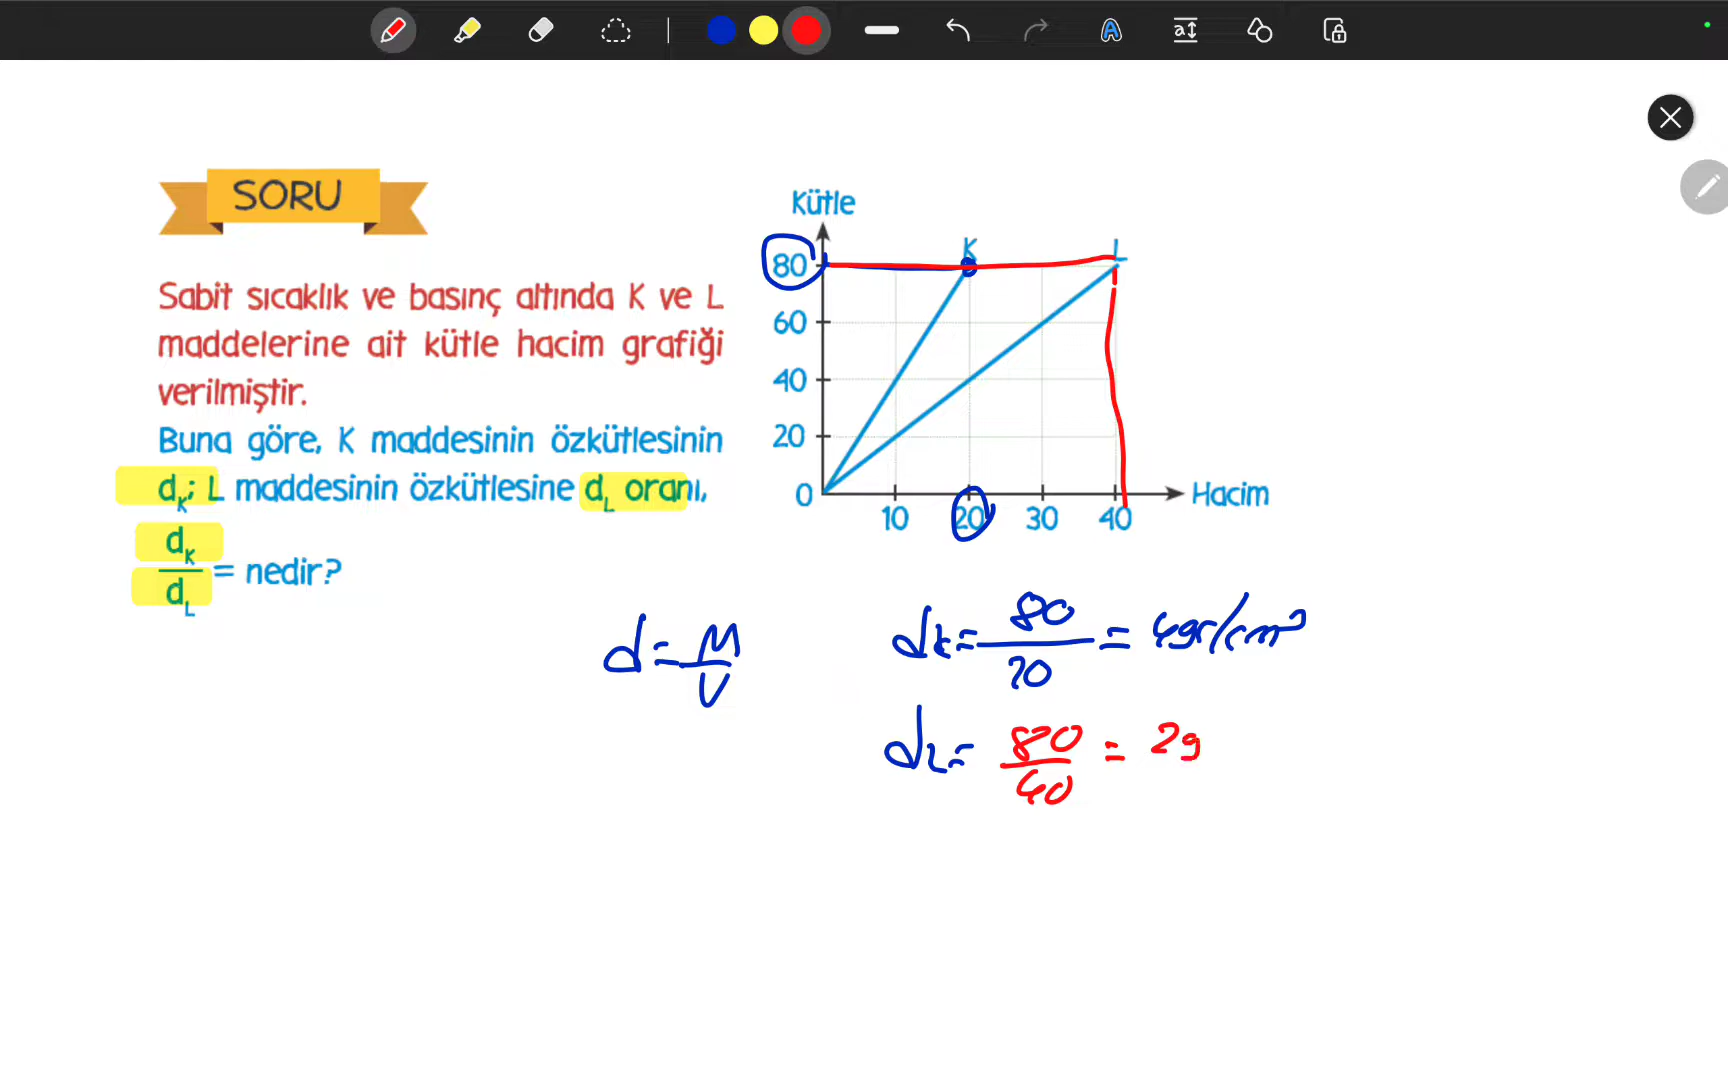 SORU
Sabit sıcaklık ve basınç altında K ve L
maddelerine ait kütle hacim grafiği
verilmiştir.
Buna göre, K maddesinin özkütlesinin
dK; L maddesinin özkütlesine dL oranı,
dK
dL
= nedir?
Kütle
K
L
80
60
40
20
0
10
20
30
40
Hacim
d=M
V
dk=80/20=4gr/cm³
dL=80/40=2g